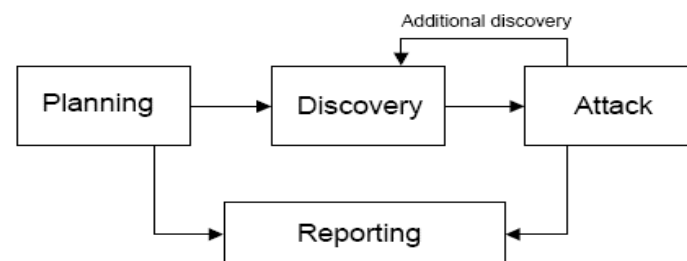 Additional discovery
Planning
Discovery
Attack
Reporting